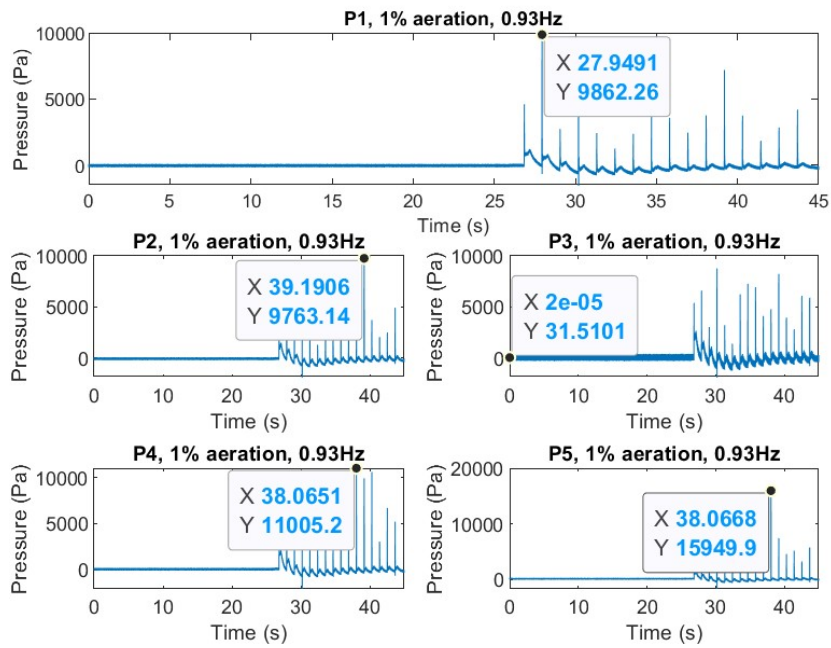 P1, 1% aeration, 0.93Hz
10000
5000
0
Pressure (Pa)
X 27.9491
Y 9862.26
0 5 10 15 20 25 30 35 40 45
Time (s)
P2, 1% aeration, 0.93Hz
10000
5000
0
Pressure (Pa)
X 39.1906
Y 9763.14
0 10 20 30 40
Time (s)
P3, 1% aeration, 0.93Hz
10000
5000
0
Pressure (Pa)
X 2e-05
Y 31.5101
0 10 20 30 40
Time (s)
P4, 1% aeration, 0.93Hz
10000
5000
0
Pressure (Pa)
X 38.0651
Y 11005.2
0 10 20 30 40
Time (s)
P5, 1% aeration, 0.93Hz
20000
10000
0
Pressure (Pa)
X 38.0668
Y 15949.9
0 10 20 30 40
Time (s)